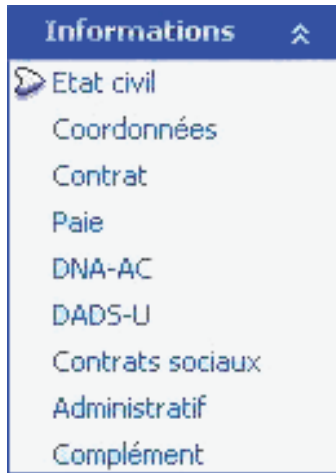 Informations
Etat civil
Coordonnées
Contrat
Paie
DNA-AC
DADS-U
Contrats sociaux
Administratif
Complément